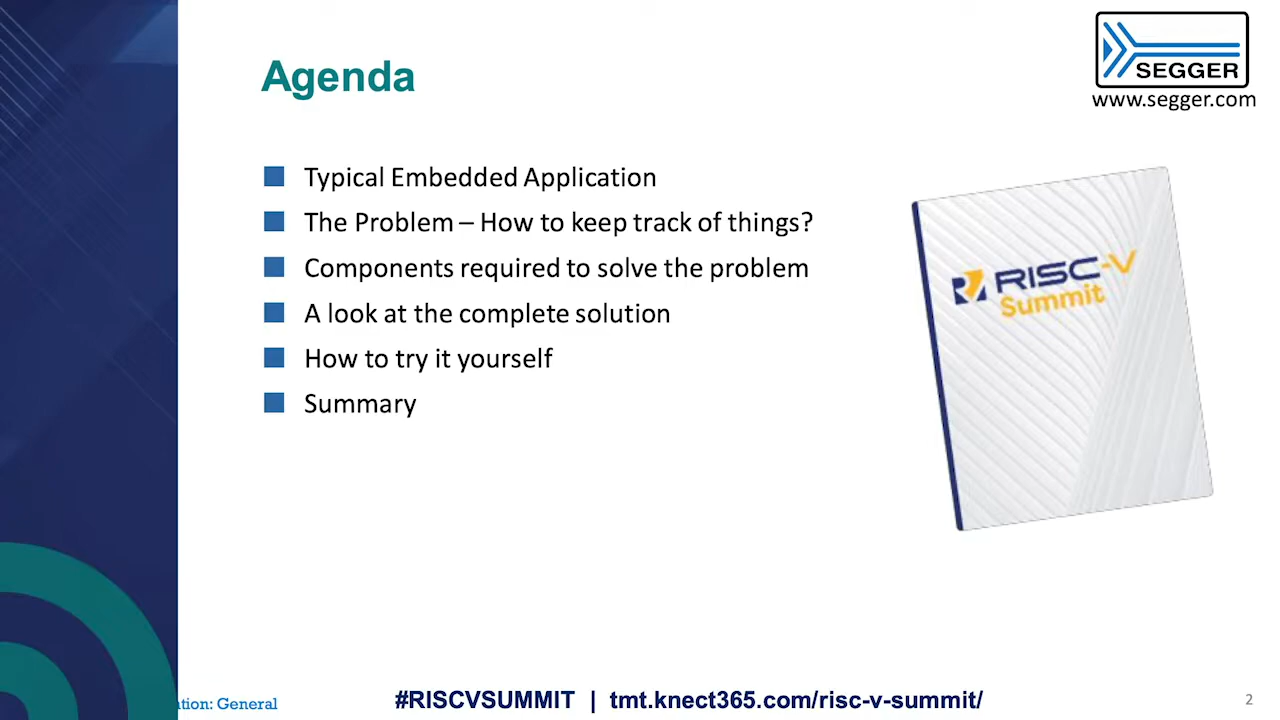 SEGGER
www.segger.com
Agenda
Typical Embedded Application
The Problem – How to keep track of things?
Components required to solve the problem
A look at the complete solution
How to try it yourself
Summary
RISC-V
Summit
General
#RISCVSUMMIT | tmt.knect365.com/risc-v-summit/
2